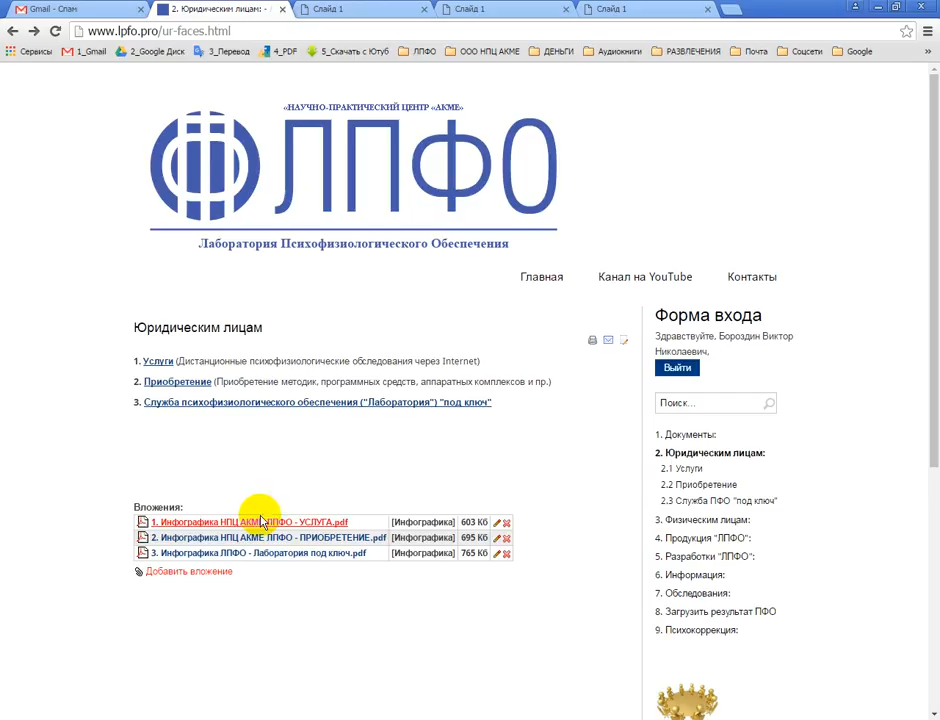 Gmail - Спам
2. Юридическим лицам: -
Слайд 1
Слайд 1
Слайд 1
www.lpfo.pro/ur-faces.html
Сервисы
1_Gmail
2_Google Диск
3_Перевод
4_PDF
5_Скачать с Ютуб
ЛПФО
ООО НПЦ АКМЕ
ДЕНЬГИ
Аудиокниги
РАЗВЛЕЧЕНИЯ
Почта
Соцсети
Google
«НАУЧНО-ПРАКТИЧЕСКИЙ ЦЕНТР «АКМЕ»
ЛПФО
Лаборатория Психофизиологического Обеспечения
Главная
Канал на YouTube
Контакты
Юридическим лицам
1. Услуги (Дистанционные психофизиологические обследования через Internet)
2. Приобретение (Приобретение методик, программных средств, аппаратных комплексов и пр.)
3. Служба психофизиологического обеспечения ("Лаборатория") "под ключ"
Вложения:
1. Инфографика НПЦ АКМЕ ЛПФО - УСЛУГА.pdf [Инфографика] 603 Кб
2. Инфографика НПЦ АКМЕ ЛПФО - ПРИОБРЕТЕНИЕ.pdf [Инфографика] 695 Кб
3. Инфографика ЛПФО - Лаборатория под ключ.pdf [Инфографика] 765 Кб
Добавить вложение
Форма входа
Здравствуйте, Бороздин Виктор
Николаевич,
Выйти
Поиск...
1. Документы:
2. Юридическим лицам:
2.1 Услуги
2.2 Приобретение
2.3 Служба ПФО "под ключ"
3. Физическим лицам:
4. Продукция "ЛПФО":
5. Разработки "ЛПФО":
6. Информация:
7. Обследования:
8. Загрузить результат ПФО
9. Психокоррекция: